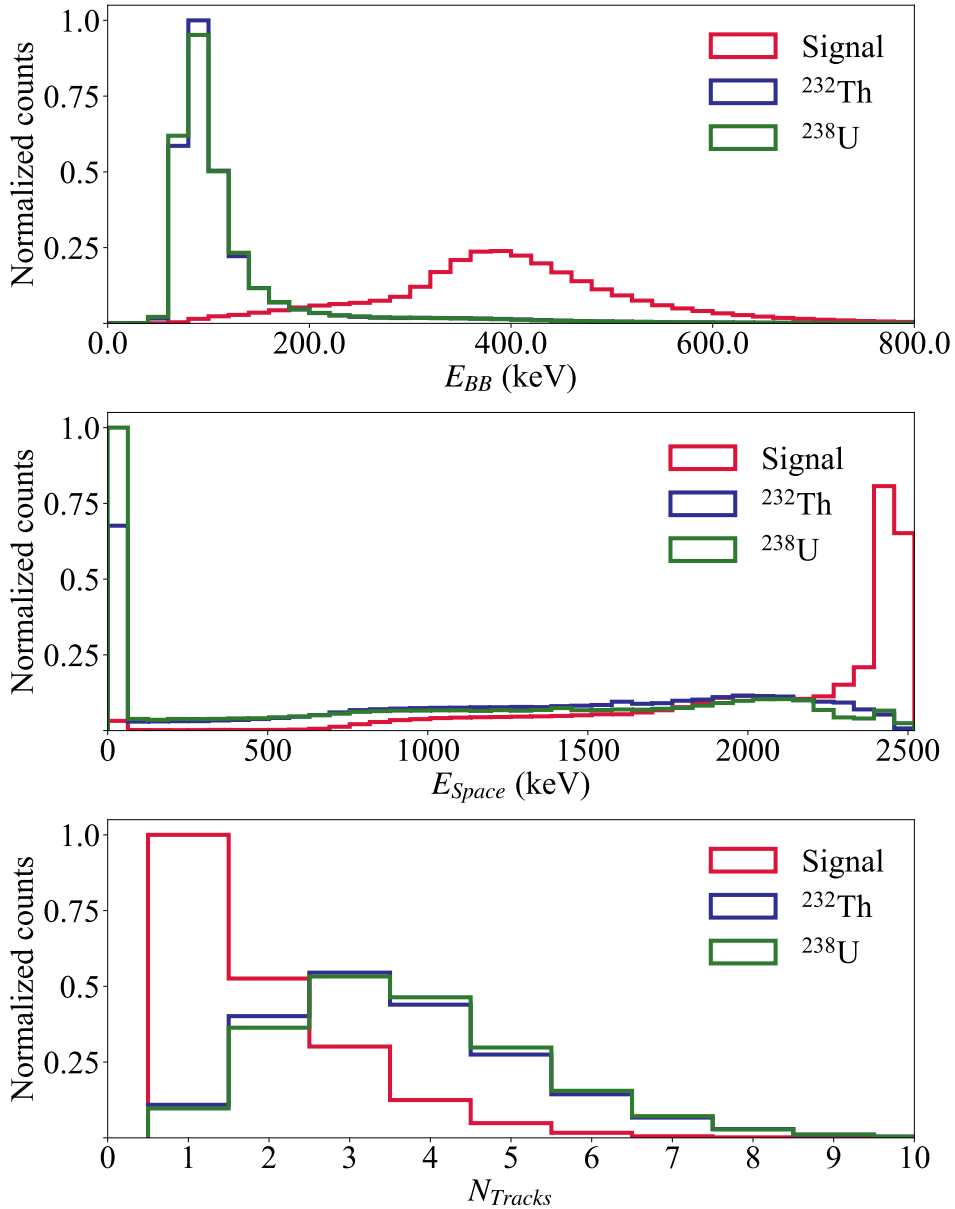 Normalized counts
1.0
0.75
0.5
0.25
Signal
²³²Th
²³⁸U
0.0 200.0 400.0 600.0 800.0
E_BB (keV)
Normalized counts
1.0
0.75
0.5
0.25
Signal
²³²Th
²³⁸U
0 500 1000 1500 2000 2500
E_Space (keV)
Normalized counts
1.0
0.75
0.5
0.25
Signal
²³²Th
²³⁸U
0 1 2 3 4 5 6 7 8 9 10
N_Tracks